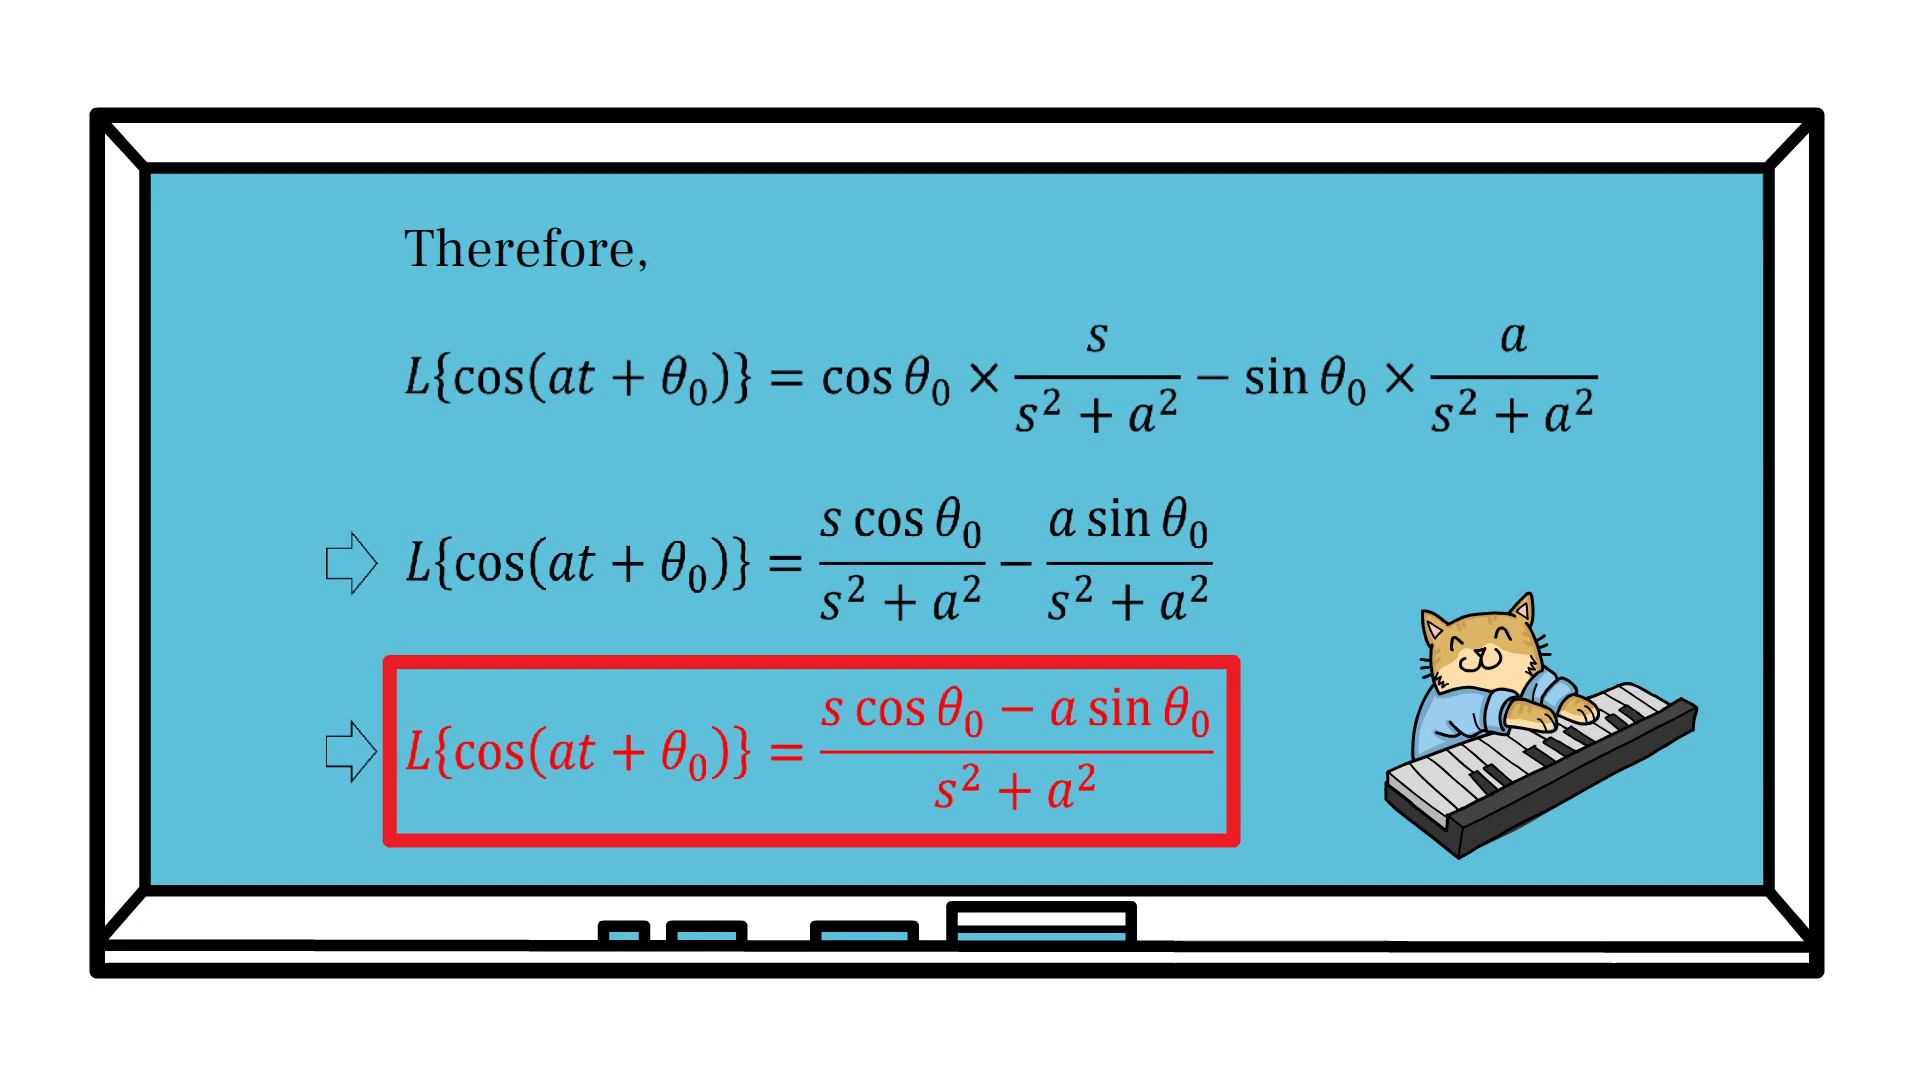 Therefore,
L{cos(at + θ₀)} = cos θ₀ × s/(s² + a²) − sin θ₀ × a/(s² + a²)
⇨ L{cos(at + θ₀)} = (s cos θ₀)/(s² + a²) − (a sin θ₀)/(s² + a²)
⇨ L{cos(at + θ₀)} = (s cos θ₀ − a sin θ₀)/(s² + a²)